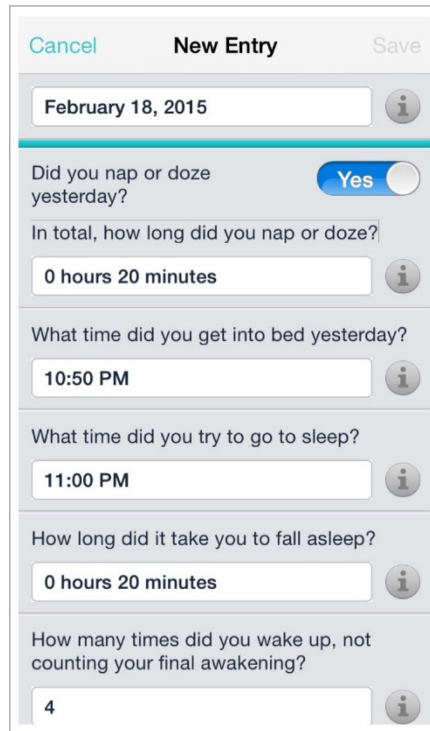 Cancel New Entry Save
February 18, 2015
Did you nap or doze
yesterday?
Yes
In total, how long did you nap or doze?
0 hours 20 minutes
What time did you get into bed yesterday?
10:50 PM
What time did you try to go to sleep?
11:00 PM
How long did it take you to fall asleep?
0 hours 20 minutes
How many times did you wake up, not
counting your final awakening?
4